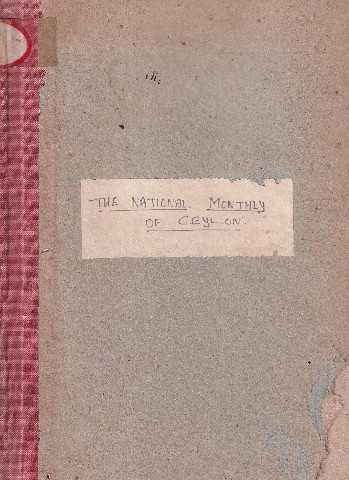 THE NATIONAL MONTHLY
OF CEYLON.